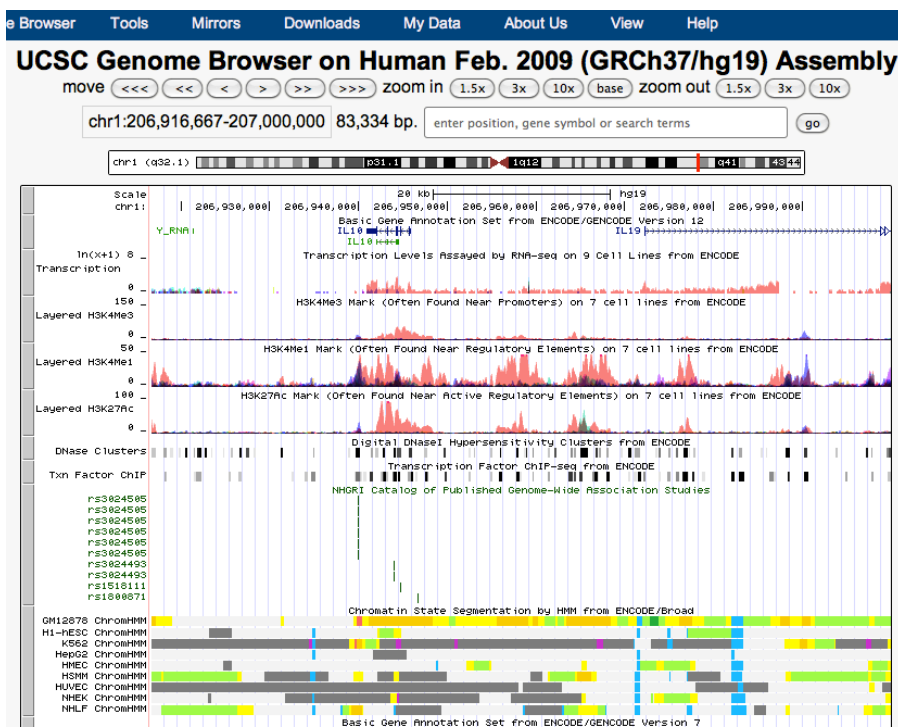 e Browser Tools Mirrors Downloads My Data About Us View Help
UCSC Genome Browser on Human Feb. 2009 (GRCh37/hg19) Assembly
move <<< << < > >> >>> zoom in 1.5x 3x 10x base zoom out 1.5x 3x 10x
chr1:206,916,667-207,000,000 83,334 bp. enter position, gene symbol or search terms go
chr1 (q32.1) p31.1 1q12 q41 43 44
Scale 20 kb hg19
chr1: 206,930,000 206,940,000 206,950,000 206,960,000 206,970,000 206,980,000 206,990,000
Basic Gene Annotation Set from ENCODE/GENCODE Version 12
Y_RNA IL10 IL19
IL10
ln(x+1) 8 _ Transcription Levels Assayed by RNA-seq on 9 Cell Lines from ENCODE
Transcription
0 _
150 _ H3K4Me3 Mark (Often Found Near Promoters) on 7 cell lines from ENCODE
Layered H3K4Me3
0 _
50 _ H3K4Me1 Mark (Often Found Near Regulatory Elements) on 7 cell lines from ENCODE
Layered H3K4Me1
0 _
100 _ H3K27Ac Mark (Often Found Near Active Regulatory Elements) on 7 cell lines from ENCODE
Layered H3K27Ac
0 _
Digital DNaseI Hypersensitivity Clusters from ENCODE
DNase Clusters
Transcription Factor ChIP-seq from ENCODE
Txn Factor ChIP
NHGRI Catalog of Published Genome-Wide Association Studies
rs3024505
rs3024505
rs3024505
rs3024505
rs3024505
rs3024505
rs3024493
rs3024493
rs1518111
rs1800871
Chromatin State Segmentation by HMM from ENCODE/Broad
GM12878 ChromHMM
H1-hESC ChromHMM
K562 ChromHMM
HepG2 ChromHMM
HMEC ChromHMM
HSMM ChromHMM
HUVEC ChromHMM
NHEK ChromHMM
NHLF ChromHMM
Basic Gene Annotation Set from ENCODE/GENCODE Version 7